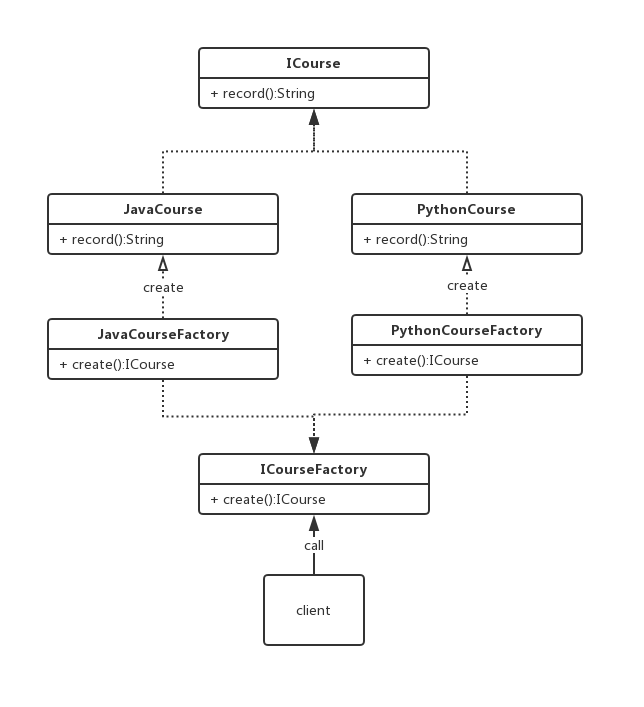 ICourse
+ record():String
JavaCourse
PythonCourse
+ record():String
+ record():String
create
create
JavaCourseFactory
PythonCourseFactory
+ create():ICourse
+ create():ICourse
ICourseFactory
+ create():ICourse
call
client